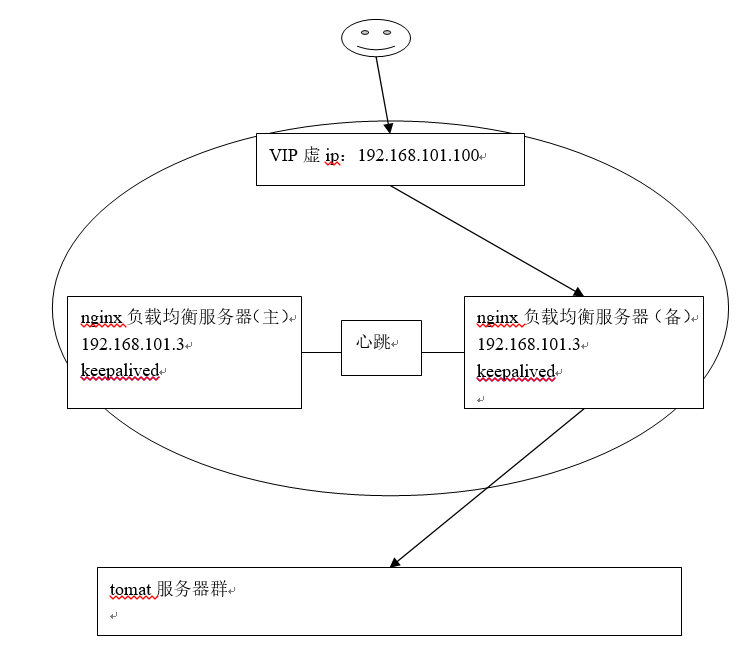 VIP 虚 ip：192.168.101.100
nginx 负载均衡服务器（主）
192.168.101.3
keepalived
心跳
nginx 负载均衡服务器（备）
192.168.101.3
keepalived
tomat 服务器群